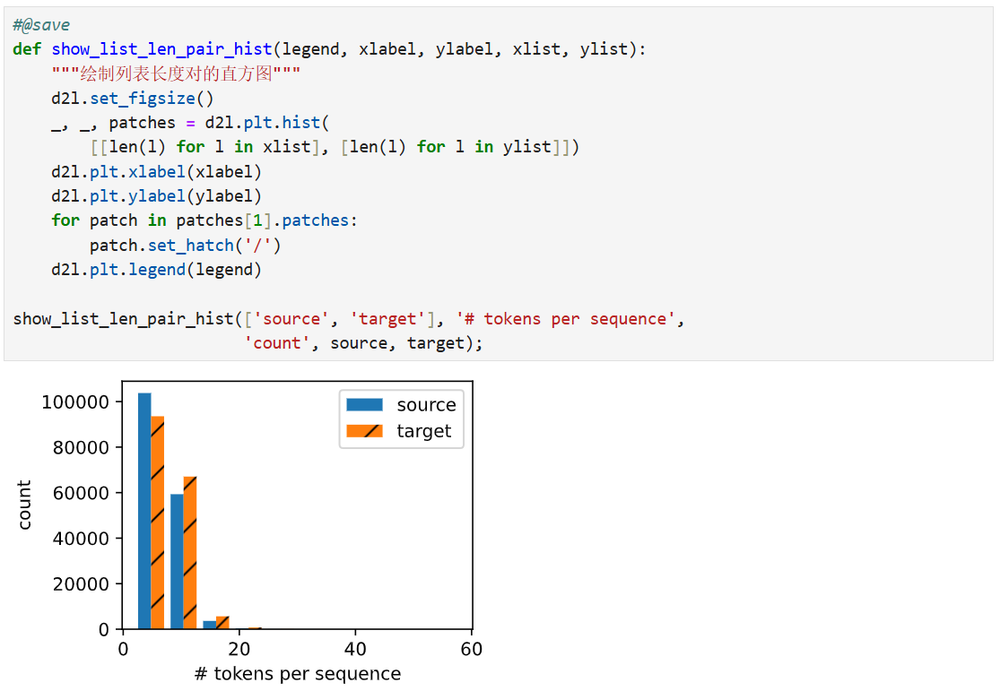 #@save
def show_list_len_pair_hist(legend, xlabel, ylabel, xlist, ylist):
    """绘制列表长度对的直方图"""
    d2l.set_figsize()
    _, _, patches = d2l.plt.hist(
        [[len(l) for l in xlist], [len(l) for l in ylist]])
    d2l.plt.xlabel(xlabel)
    d2l.plt.ylabel(ylabel)
    for patch in patches[1].patches:
        patch.set_hatch('/')
    d2l.plt.legend(legend)
show_list_len_pair_hist(['source', 'target'], '# tokens per sequence',
                        'count', source, target);
100000
80000
60000
40000
20000
0
count
source
target
0 20 40 60
# tokens per sequence